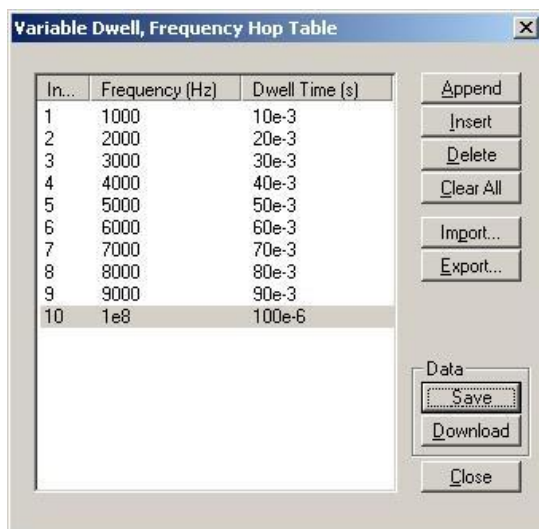 Variable Dwell, Frequency Hop Table
In... Frequency (Hz) Dwell Time (s)
1 1000 10e-3
2 2000 20e-3
3 3000 30e-3
4 4000 40e-3
5 5000 50e-3
6 6000 60e-3
7 7000 70e-3
8 8000 80e-3
9 9000 90e-3
10 1e8 100e-6
Append
Insert
Delete
Clear All
Import...
Export...
Data
Save
Download
Close